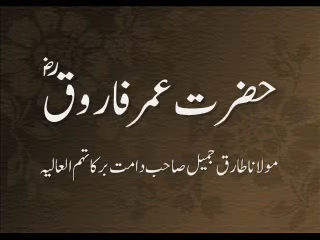 حضرت عمر فاروقؓ
مولانا طارق جمیل صاحب دامت برکاتہم العالیہ